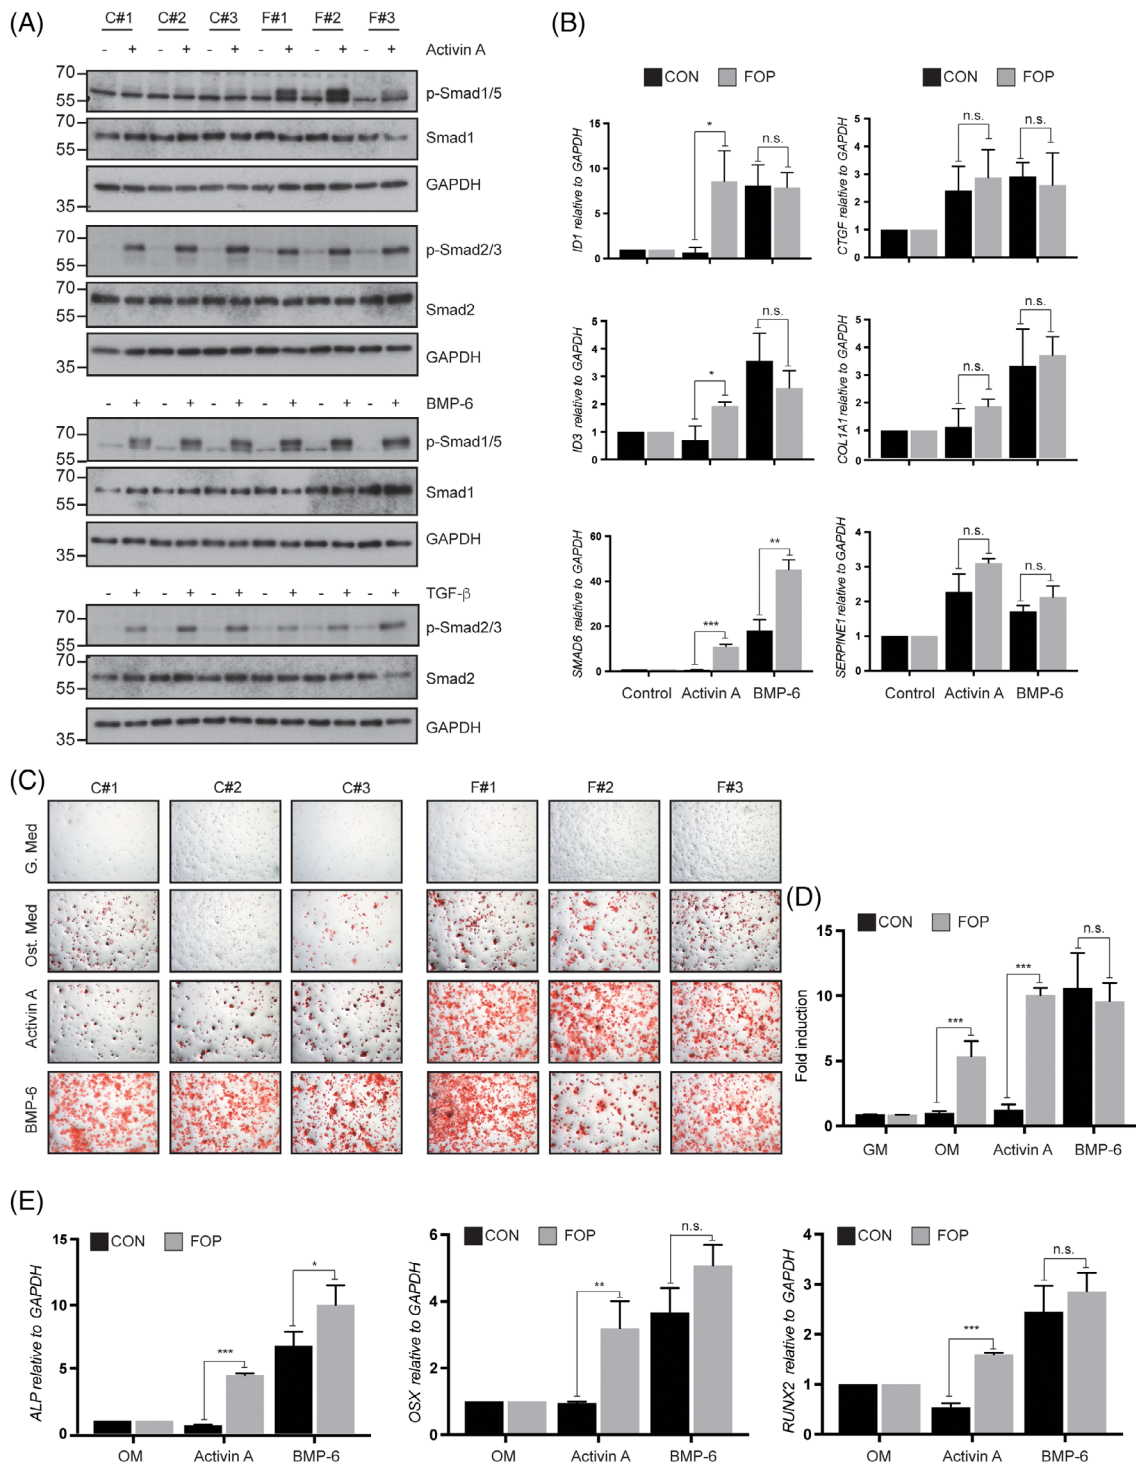 (A)
C#1 C#2 C#3 F#1 F#2 F#3
- + - + - + - + - + - + Activin A
70
55
p-Smad1/5
70
55
Smad1
35
GAPDH
70
55
p-Smad2/3
70
55
Smad2
35
GAPDH
- + - + - + - + - + - + BMP-6
70
55
p-Smad1/5
70
55
Smad1
35
GAPDH
- + - + - + - + - + - + TGF-β
70
55
p-Smad2/3
70
55
Smad2
35
GAPDH
(B)
CON FOP
ID1 relative to GAPDH
15
10
5
0
*
n.s.
ID3 relative to GAPDH
5
4
3
2
1
0
*
n.s.
SMAD6 relative to GAPDH
60
40
20
0
***
**
Control Activin A BMP-6
CON FOP
CTGF relative to GAPDH
5
4
3
2
1
0
n.s.
n.s.
COL1A1 relative to GAPDH
5
4
3
2
1
0
n.s.
n.s.
SERPINE1 relative to GAPDH
4
3
2
1
0
n.s.
n.s.
Control Activin A BMP-6
(C)
C#1 C#2 C#3 F#1 F#2 F#3
G. Med
Ost. Med
Activin A
BMP-6
(D)
CON FOP
Fold induction
15
10
5
0
***
***
n.s.
GM OM Activin A BMP-6
(E)
CON FOP
ALP relative to GAPDH
15
10
5
0
***
*
OM Activin A BMP-6
CON FOP
OSX relative to GAPDH
6
4
2
0
**
n.s.
OM Activin A BMP-6
CON FOP
RUNX2 relative to GAPDH
4
3
2
1
0
***
n.s.
OM Activin A BMP-6